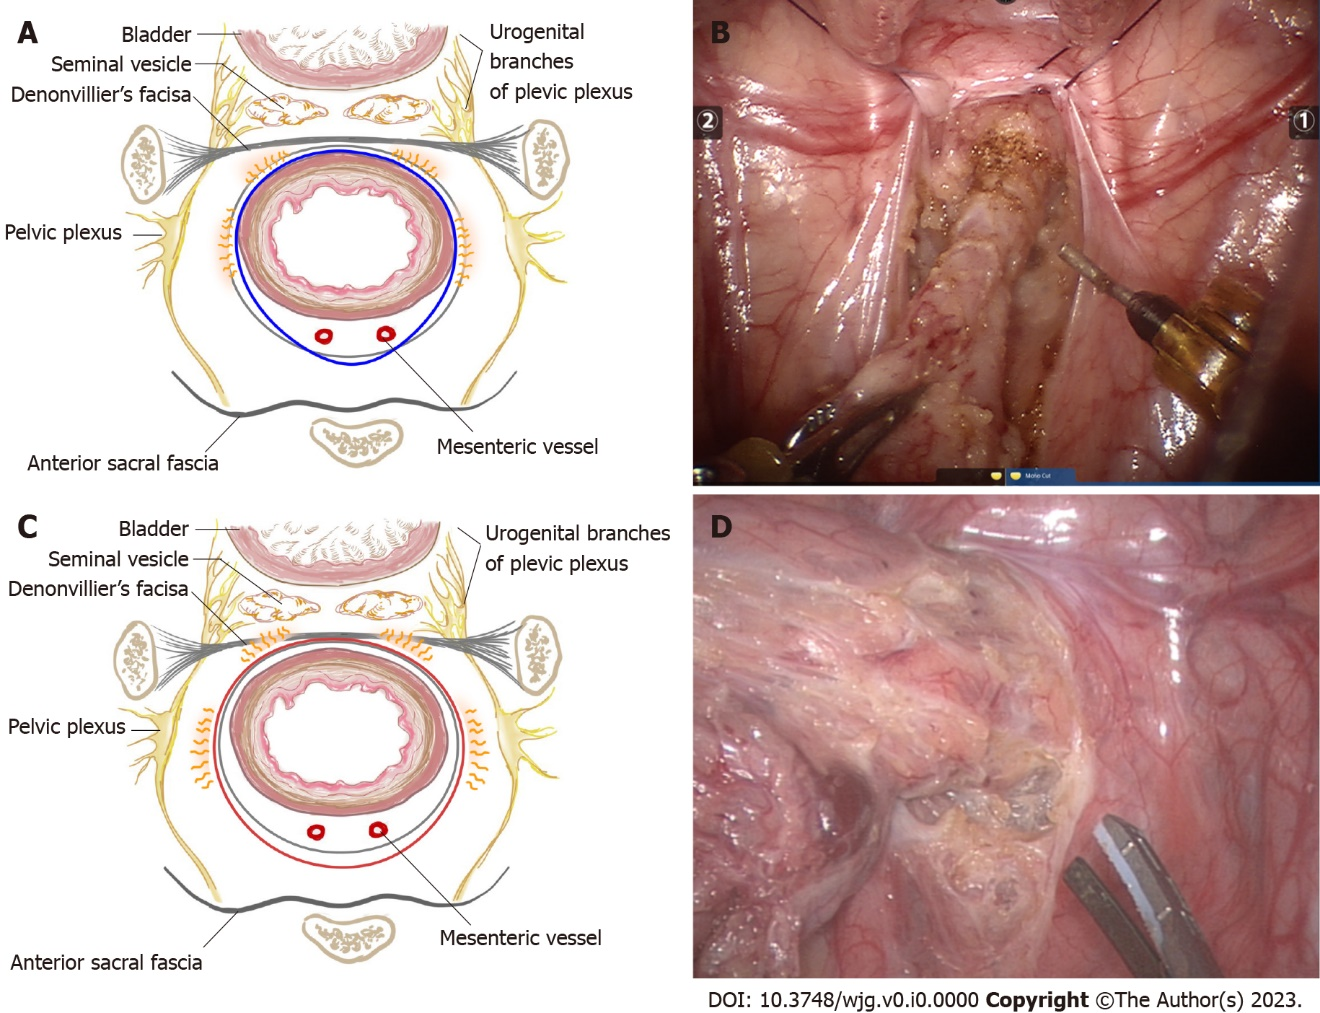 A
Bladder
Seminal vesicle
Denonvillier's facisa
Urogenital
branches
of plevic plexus
Pelvic plexus
Mesenteric vessel
Anterior sacral fascia
B
2
1
Mono Cut
C
Bladder
Seminal vesicle
Denonvillier's facisa
Urogenital branches
of plevic plexus
Pelvic plexus
Mesenteric vessel
Anterior sacral fascia
D
DOI: 10.3748/wjg.v0.i0.0000 Copyright ©The Author(s) 2023.